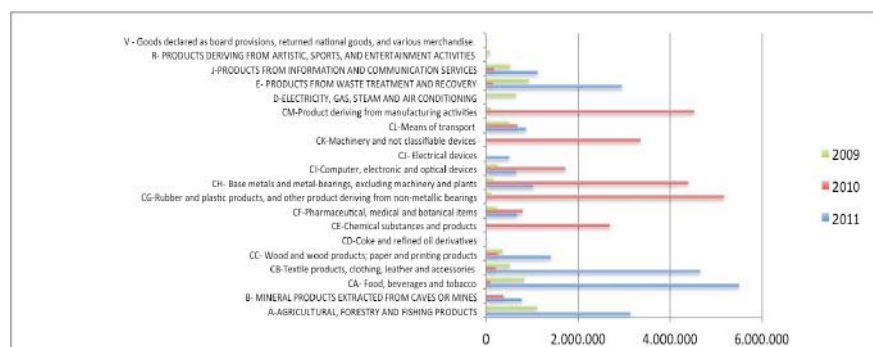 V - Goods declared as board provisions, returned national goods, and various merchandise.
R- PRODUCTS DERIVING FROM ARTISTIC, SPORTS, AND ENTERTAINMENT ACTIVITIES
J-PRODUCTS FROM INFORMATION AND COMMUNICATION SERVICES
E- PRODUCTS FROM WASTE TREATMENT AND RECOVERY
D-ELECTRICITY, GAS, STEAM AND AIR CONDITIONING
CM-Product deriving from manufacturing activities
CL-Means of transport
CK-Machinery and not classifiable devices
CJ- Electrical devices
CI-Computer, electronic and optical devices
CH- Base metals and metal-bearings, excluding machinery and plants
CG-Rubber and plastic products, and other product deriving from non-metallic bearings
CF-Pharmaceutical, medical and botanical items
CE-Chemical substances and products
CD-Coke and refined oil derivatives
CC- Wood and wood products; paper and printing products
CB-Textile products, clothing, leather and accessories
CA- Food, beverages and tobacco
B- MINERAL PRODUCTS EXTRACTED FROM CAVES OR MINES
A-AGRICULTURAL, FORESTRY AND FISHING PRODUCTS
0 2.000.000 4.000.000 6.000.000
2009
2010
2011